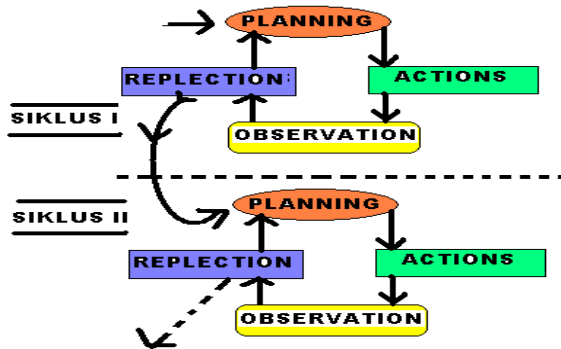 PLANNING
REPLECTION:
ACTIONS
SIKLUS I
OBSERVATION
PLANNING
SIKLUS II
REPLECTION
ACTIONS
OBSERVATION